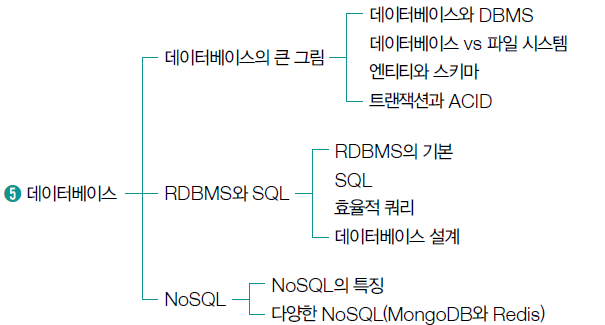 ❺ 데이터베이스
데이터베이스의 큰 그림
데이터베이스와 DBMS
데이터베이스 vs 파일 시스템
엔티티와 스키마
트랜잭션과 ACID
RDBMS와 SQL
RDBMS의 기본
SQL
효율적 쿼리
데이터베이스 설계
NoSQL
NoSQL의 특징
다양한 NoSQL(MongoDB와 Redis)